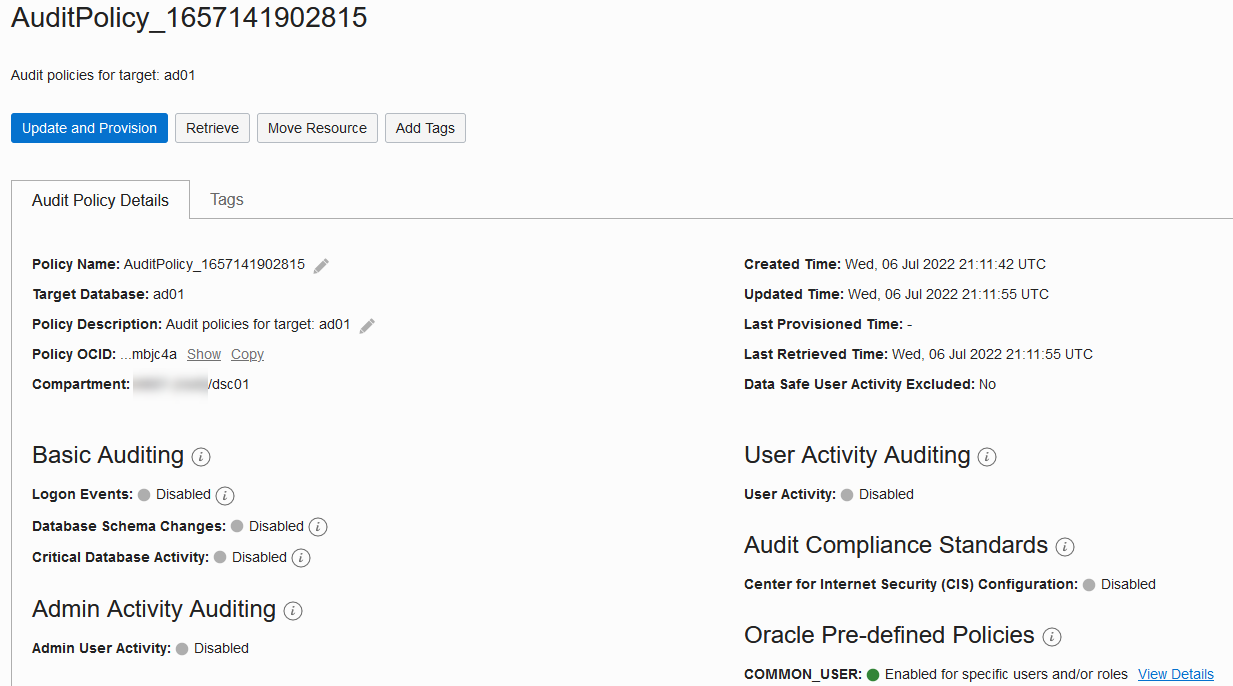 AuditPolicy_1657141902815
Audit policies for target: ad01
Update and Provision Retrieve Move Resource Add Tags
Audit Policy Details Tags
Policy Name: AuditPolicy_1657141902815
Target Database: ad01
Policy Description: Audit policies for target: ad01
Policy OCID: ...mbjc4a Show Copy
Compartment: /dsc01
Created Time: Wed, 06 Jul 2022 21:11:42 UTC
Updated Time: Wed, 06 Jul 2022 21:11:55 UTC
Last Provisioned Time: -
Last Retrieved Time: Wed, 06 Jul 2022 21:11:55 UTC
Data Safe User Activity Excluded: No
Basic Auditing i
Logon Events: Disabled i
Database Schema Changes: Disabled i
Critical Database Activity: Disabled i
Admin Activity Auditing i
Admin User Activity: Disabled
User Activity Auditing i
User Activity: Disabled
Audit Compliance Standards i
Center for Internet Security (CIS) Configuration: Disabled
Oracle Pre-defined Policies i
COMMON_USER: Enabled for specific users and/or roles View Details